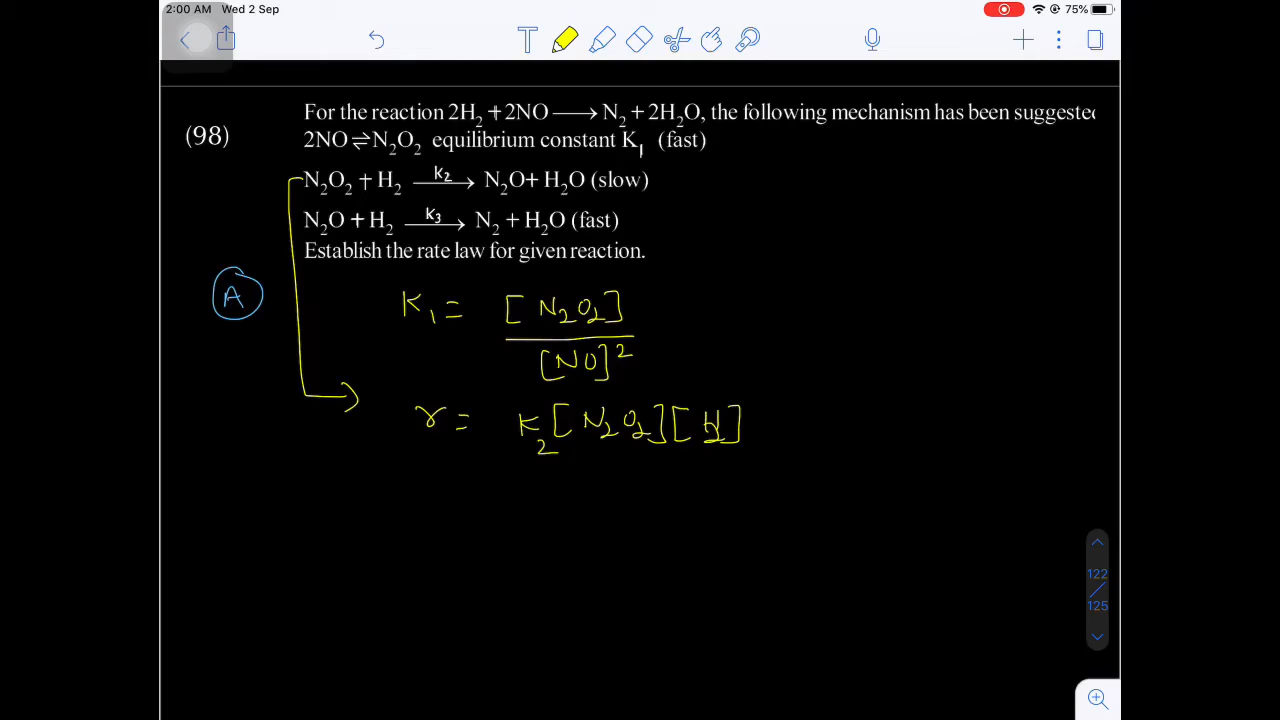 2:00 AM Wed 2 Sep
75%
T
For the reaction 2H₂ + 2NO ⟶ N₂ + 2H₂O, the following mechanism has been suggested
(98)
2NO ⇌ N₂O₂ equilibrium constant K₁ (fast)
N₂O₂ + H₂ —k₂→ N₂O + H₂O (slow)
N₂O + H₂ —k₃→ N₂ + H₂O (fast)
Establish the rate law for given reaction.
A
K₁ = [N₂O₂] / [NO]²
r = K₂ [N₂O₂] [H₂]
122
125